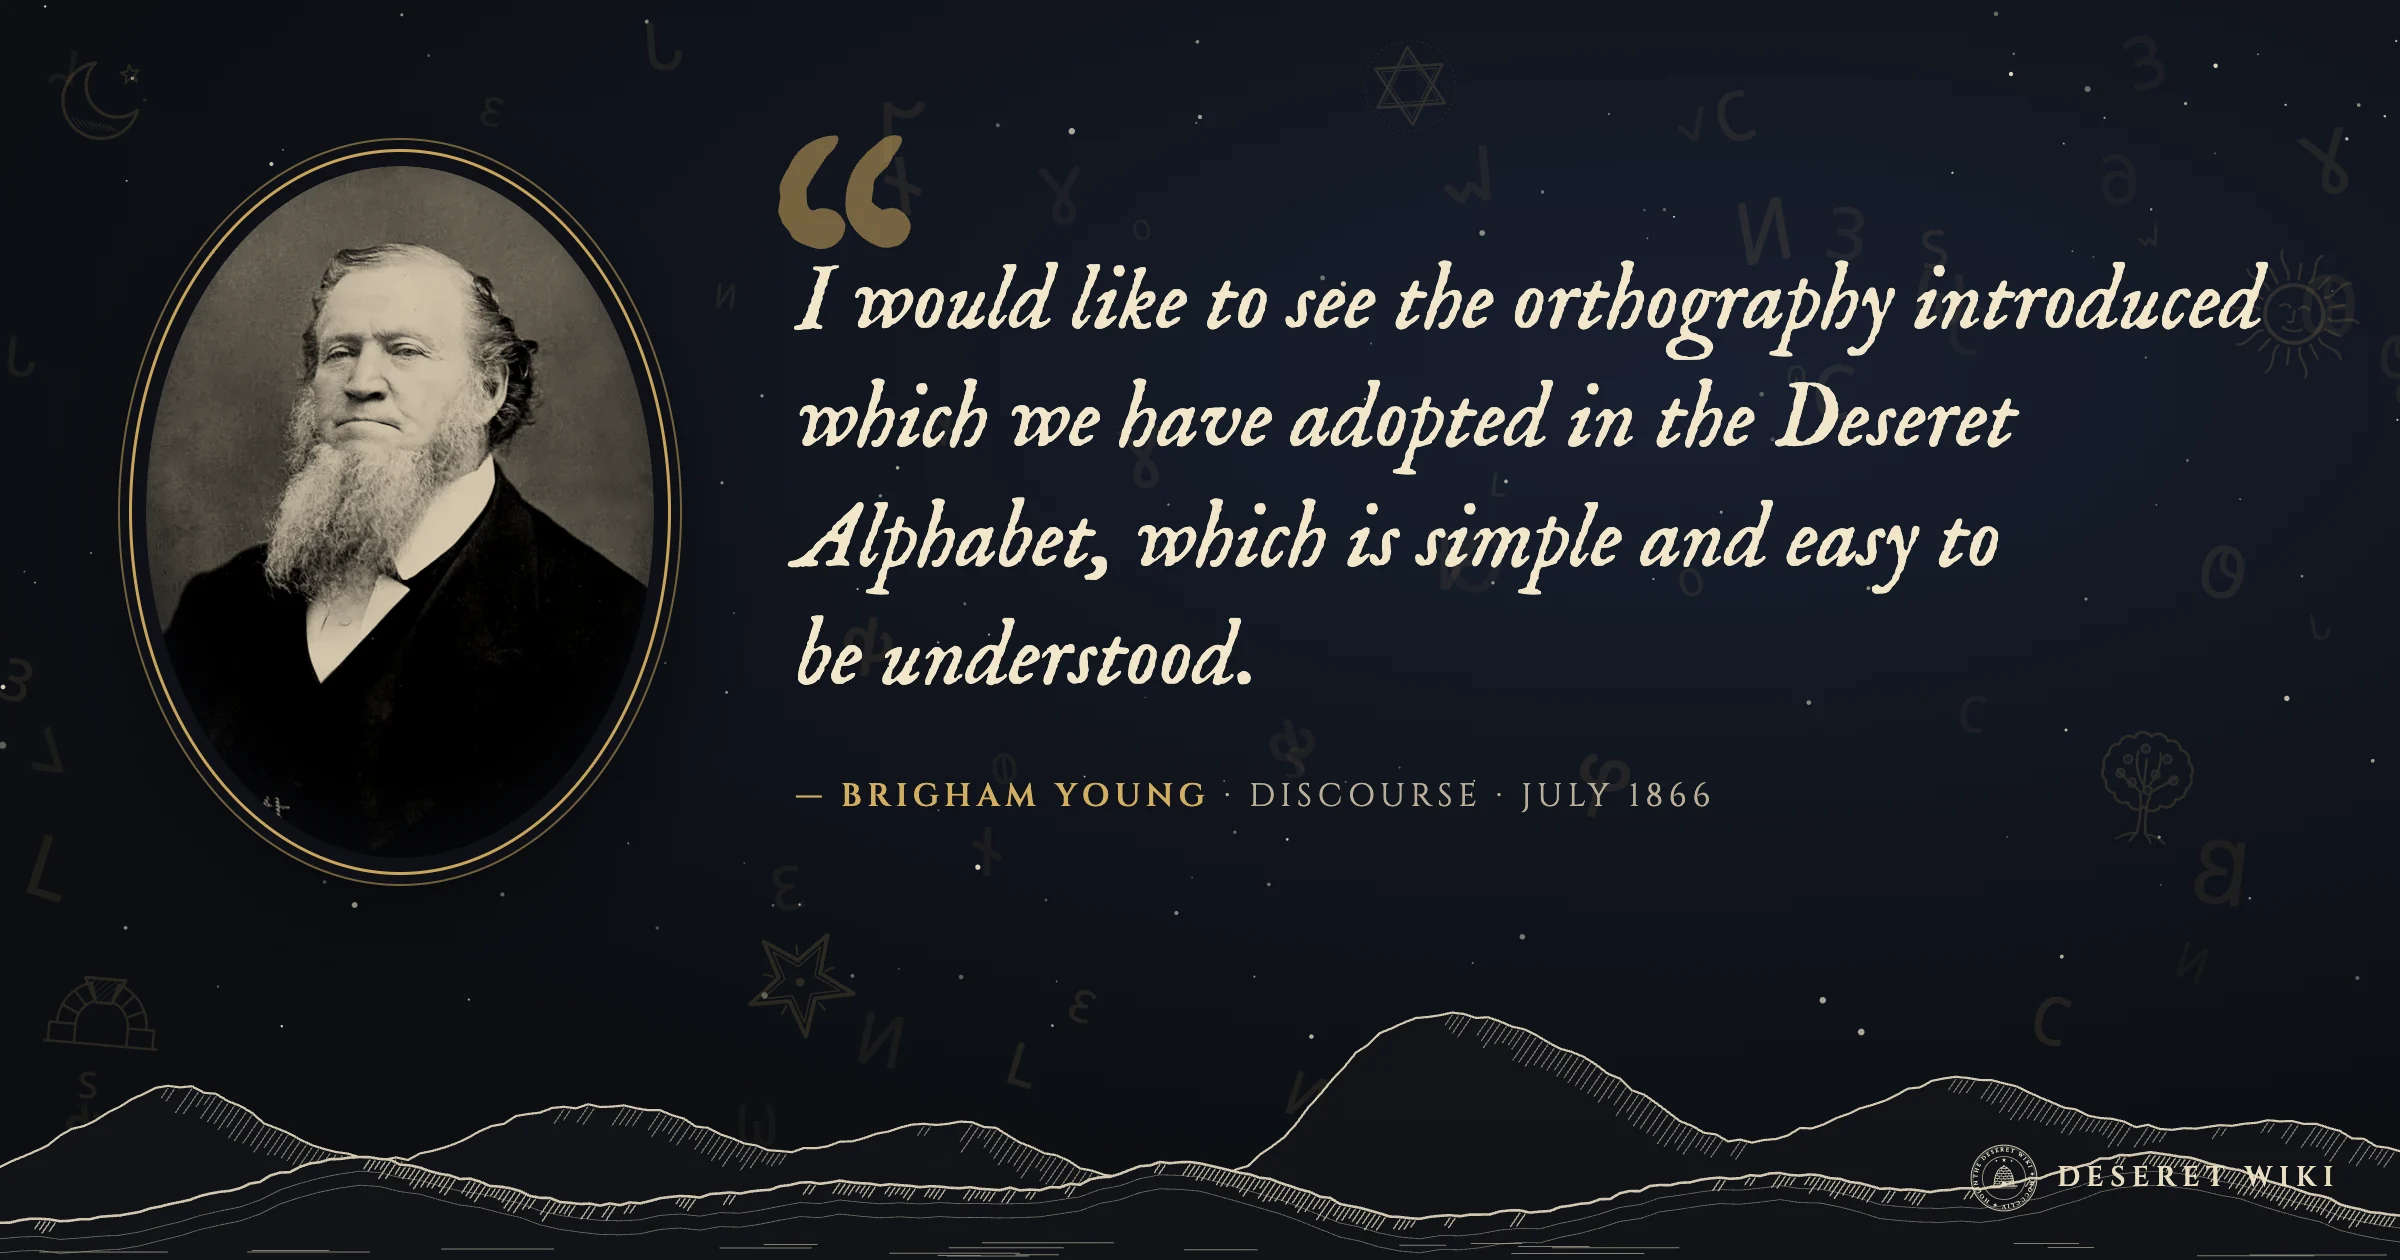 “
I would like to see the orthography introduced
which we have adopted in the Deseret
Alphabet, which is simple and easy to
be understood.
— BRIGHAM YOUNG · DISCOURSE · JULY 1866
DESERET WIKI